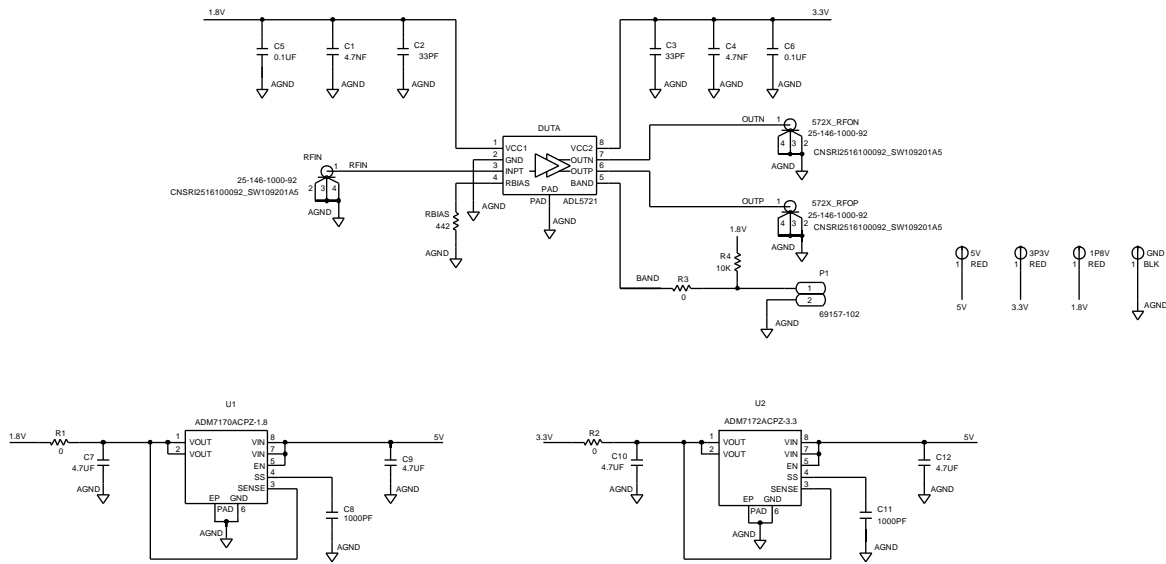 1.8V
3.3V
C5
0.1UF
C1
4.7NF
C2
33PF
C3
33PF
C4
4.7NF
C6
0.1UF
AGND
AGND
AGND
AGND
AGND
AGND
DUTA
1
2
3
4
VCC1
GND
INPT
RBIAS
VCC2
OUTN
OUTP
BAND
8
7
6
5
PAD
PAD
ADL5721
AGND
AGND
RFIN
1
RFIN
25-146-1000-92
CNSRI2516100092_SW109201A5
2 3 4
AGND
RBIAS
442
AGND
OUTN
1
572X_RFON
25-146-1000-92
4 3 2
CNSRI2516100092_SW109201A5
AGND
OUTP
1
572X_RFOP
25-146-1000-92
4 3 2
CNSRI2516100092_SW109201A5
AGND
1.8V
R4
10K
BAND
R3
0
P1
1
2
69157-102
AGND
5V
1 RED
5V
3P3V
1 RED
3.3V
1P8V
1 RED
1.8V
GND
1 BLK
AGND
U1
ADM7170ACPZ-1.8
1.8V
R1
0
C7
4.7UF
AGND
1
2
VOUT
VOUT
VIN
VIN
EN
SS
SENSE
8
7
5
4
3
EP GND
PAD 6
AGND
5V
C9
4.7UF
AGND
C8
1000PF
AGND
U2
ADM7172ACPZ-3.3
3.3V
R2
0
C10
4.7UF
AGND
1
2
VOUT
VOUT
VIN
VIN
EN
SS
SENSE
8
7
5
4
3
EP GND
PAD 6
AGND
5V
C12
4.7UF
AGND
C11
1000PF
AGND